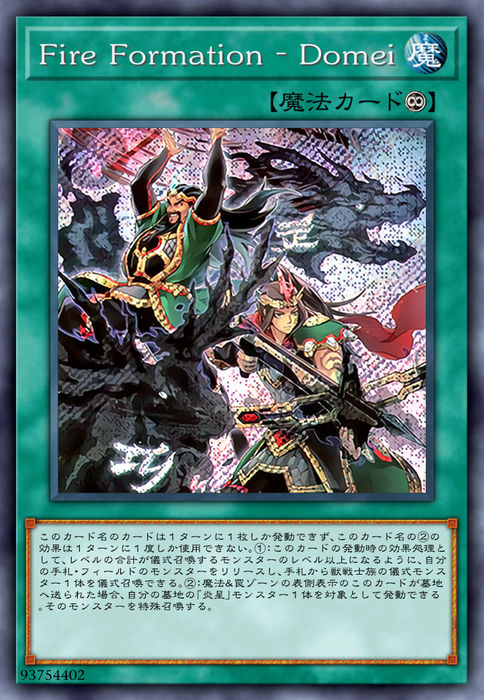 Fire Formation - Domei 魔
【魔法カード】
このカード名のカードは1ターンに1枚しか発動できず、このカード名の②の
効果は1ターンに1度しか使用できない。①：このカードの発動時の効果処理と
して、レベルの合計が儀式召喚するモンスターのレベル以上になるように、自分
の手札・フィールドのモンスターをリリースし、手札から獣戦士族の儀式モンス
ター1体を儀式召喚できる。②：魔法&罠ゾーンの表側表示のこのカードが墓地
へ送られた場合、自分の墓地の「炎星」モンスター1体を対象として発動できる
。そのモンスターを特殊召喚する。
93754402